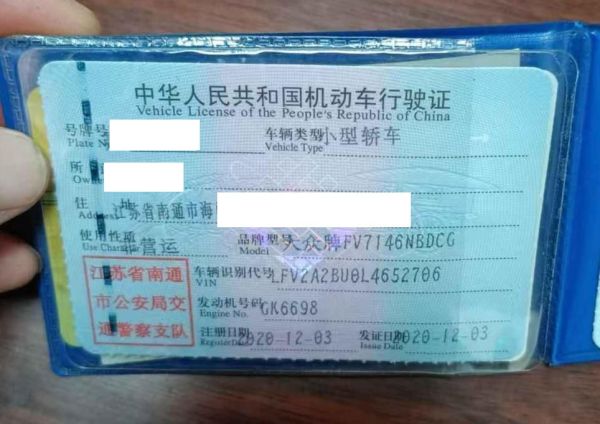 中华人民共和国机动车行驶证
Vehicle License of the People's Republic of China
号牌号 车辆类型 小型轿车
Plate No Vehicle Type
所
Owne
住 址 江苏省南通市海
Address
使用性质 非营运 品牌型号 大众牌FV7146NBDCG
Use Character Model
江苏省南通
市公安局交
通警察支队
车辆识别代号 LFV2A2BU0L4652706
VIN
发动机号码 GK6698
Engine No.
注册日期 2020-12-03 发证日期 2020-12-03
Register Date Issue Date